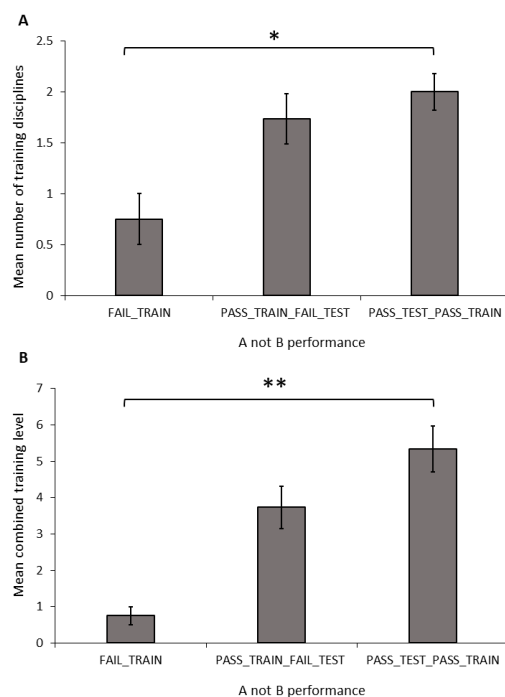 A
*
2.5
2
1.5
1
0.5
0
Mean number of training disciplines
FAIL_TRAIN PASS_TRAIN_FAIL_TEST PASS_TEST_PASS_TRAIN
A not B performance
B
**
7
6
5
4
3
2
1
0
Mean combined training level
FAIL_TRAIN PASS_TRAIN_FAIL_TEST PASS_TEST_PASS_TRAIN
A not B performance